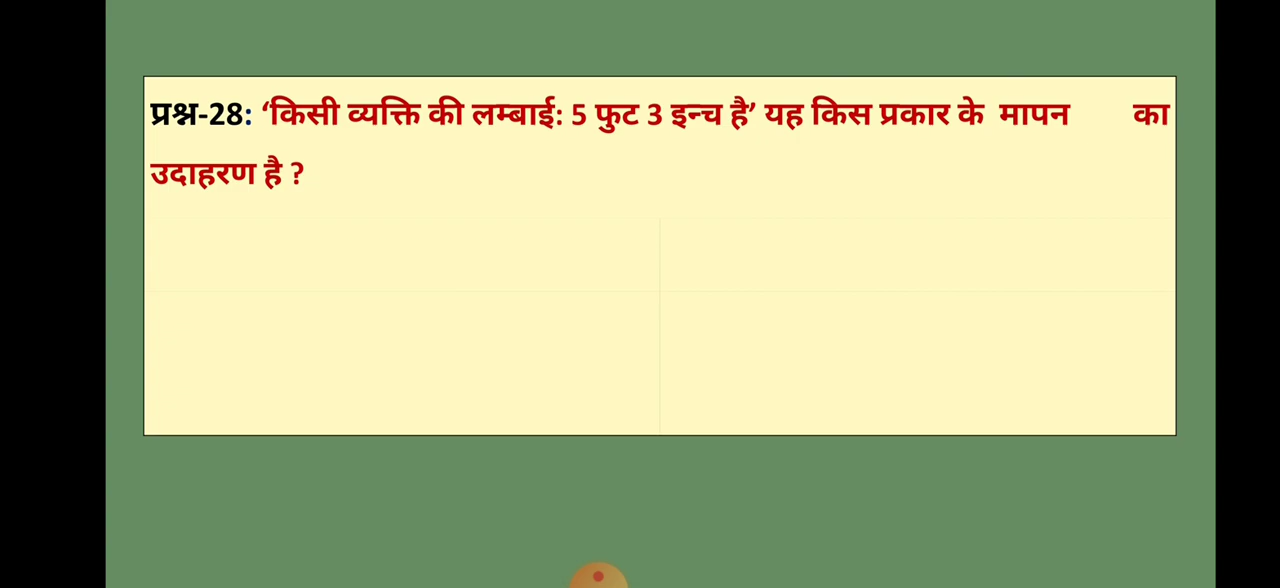 प्रश्न-28: ‘किसी व्यक्ति की लम्बाई: 5 फुट 3 इन्च है’ यह किस प्रकार के मापन का
उदाहरण है ?